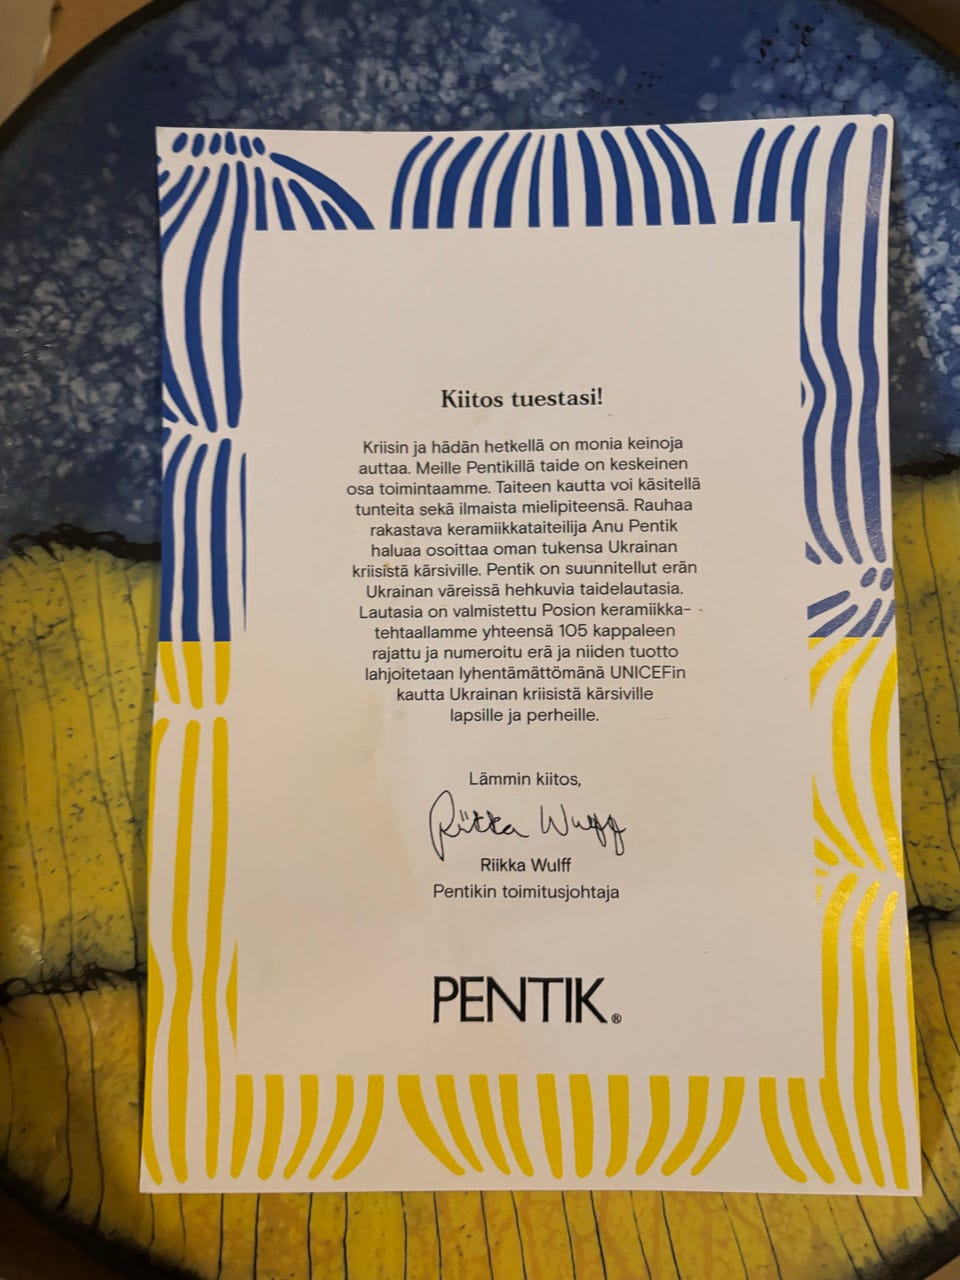 Kiitos tuestasi!
Kriisin ja hädän hetkellä on monia keinoja
auttaa. Meille Pentikillä taide on keskeinen
osa toimintaamme. Taiteen kautta voi käsitellä
tunteita sekä ilmaista mielipiteensä. Rauhaa
rakastava keramiikkataiteilija Anu Pentik
haluaa osoittaa oman tukensa Ukrainan
kriisistä kärsiville. Pentik on suunnitellut erän
Ukrainan väreissä hehkuvia taidelautasia.
Lautasia on valmistettu Posion keramiikka-
tehtaallamme yhteensä 105 kappaleen
rajattu ja numeroitu erä ja niiden tuotto
lahjoitetaan lyhentämättömänä UNICEFin
kautta Ukrainan kriisistä kärsiville
lapsille ja perheille.
Lämmin kiitos,
Riikka Wulff
Riikka Wulff
Pentikin toimitusjohtaja
PENTIK®